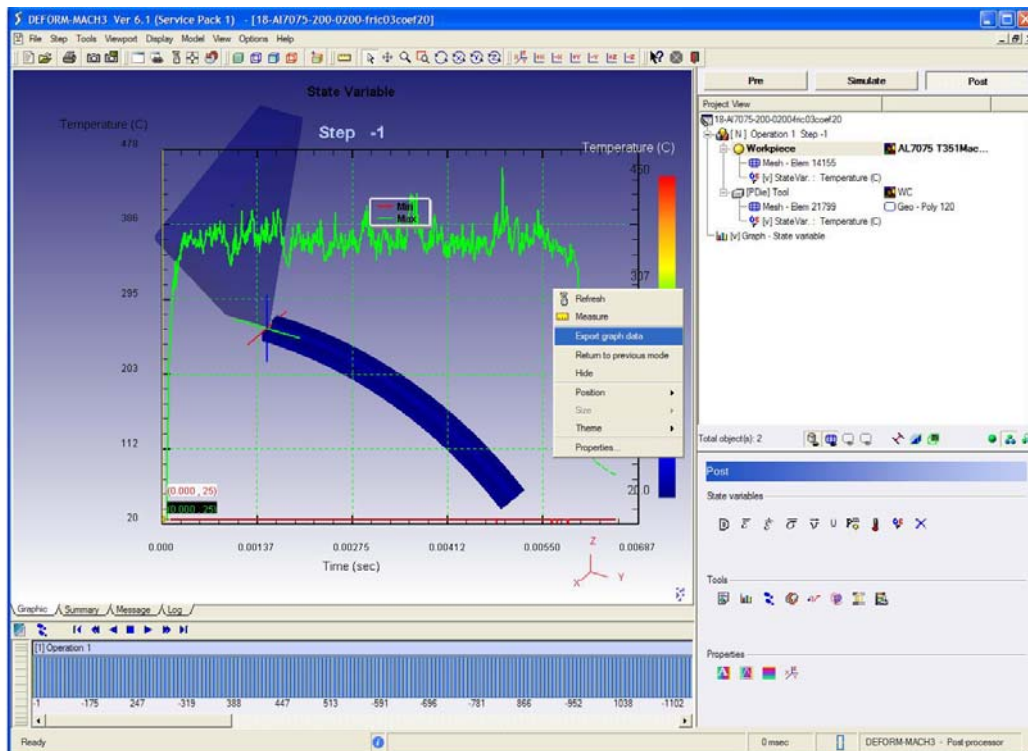 DEFORM-MACH3 Ver 6.1 (Service Pack 1) - [18-Al7075-200-0200-fric03coef20]
File Step Tools Viewport Display Model View Options Help
State Variable
Temperature (C)
Step -1
Temperature (C)
478
386
295
203
112
20
Min
Max
450
307
20.0
(0.000 , 25)
(0.000 , 25)
0.000 0.00137 0.00275 0.00412 0.00550 0.00687
Time (sec)
X Y Z
Refresh
Measure
Export graph data
Return to previous mode
Hide
Position
Size
Theme
Properties...
Graphic Summary Message Log
[1] Operation 1
-1 -175 247 -319 388 447 513 -581 -691 -696 -781 866 -952 1038 -1102
Ready
0 msec
DEFORM-MACH3 - Post-processor
Pre Simulate Post
Project View
18-Al7075-200-0200-fric03coef20
[ N ] Operation 1 Step -1
Workpiece AL7075 T351Mac...
Mesh - Elem 14155
[v] StateVar. : Temperature (C)
[PDie] Tool WC
Mesh - Elem 21799 Geo - Poly 120
[v] StateVar. : Temperature (C)
[v] Graph - State variable
Total object(s): 2
Post
State variables
Tools
Properties